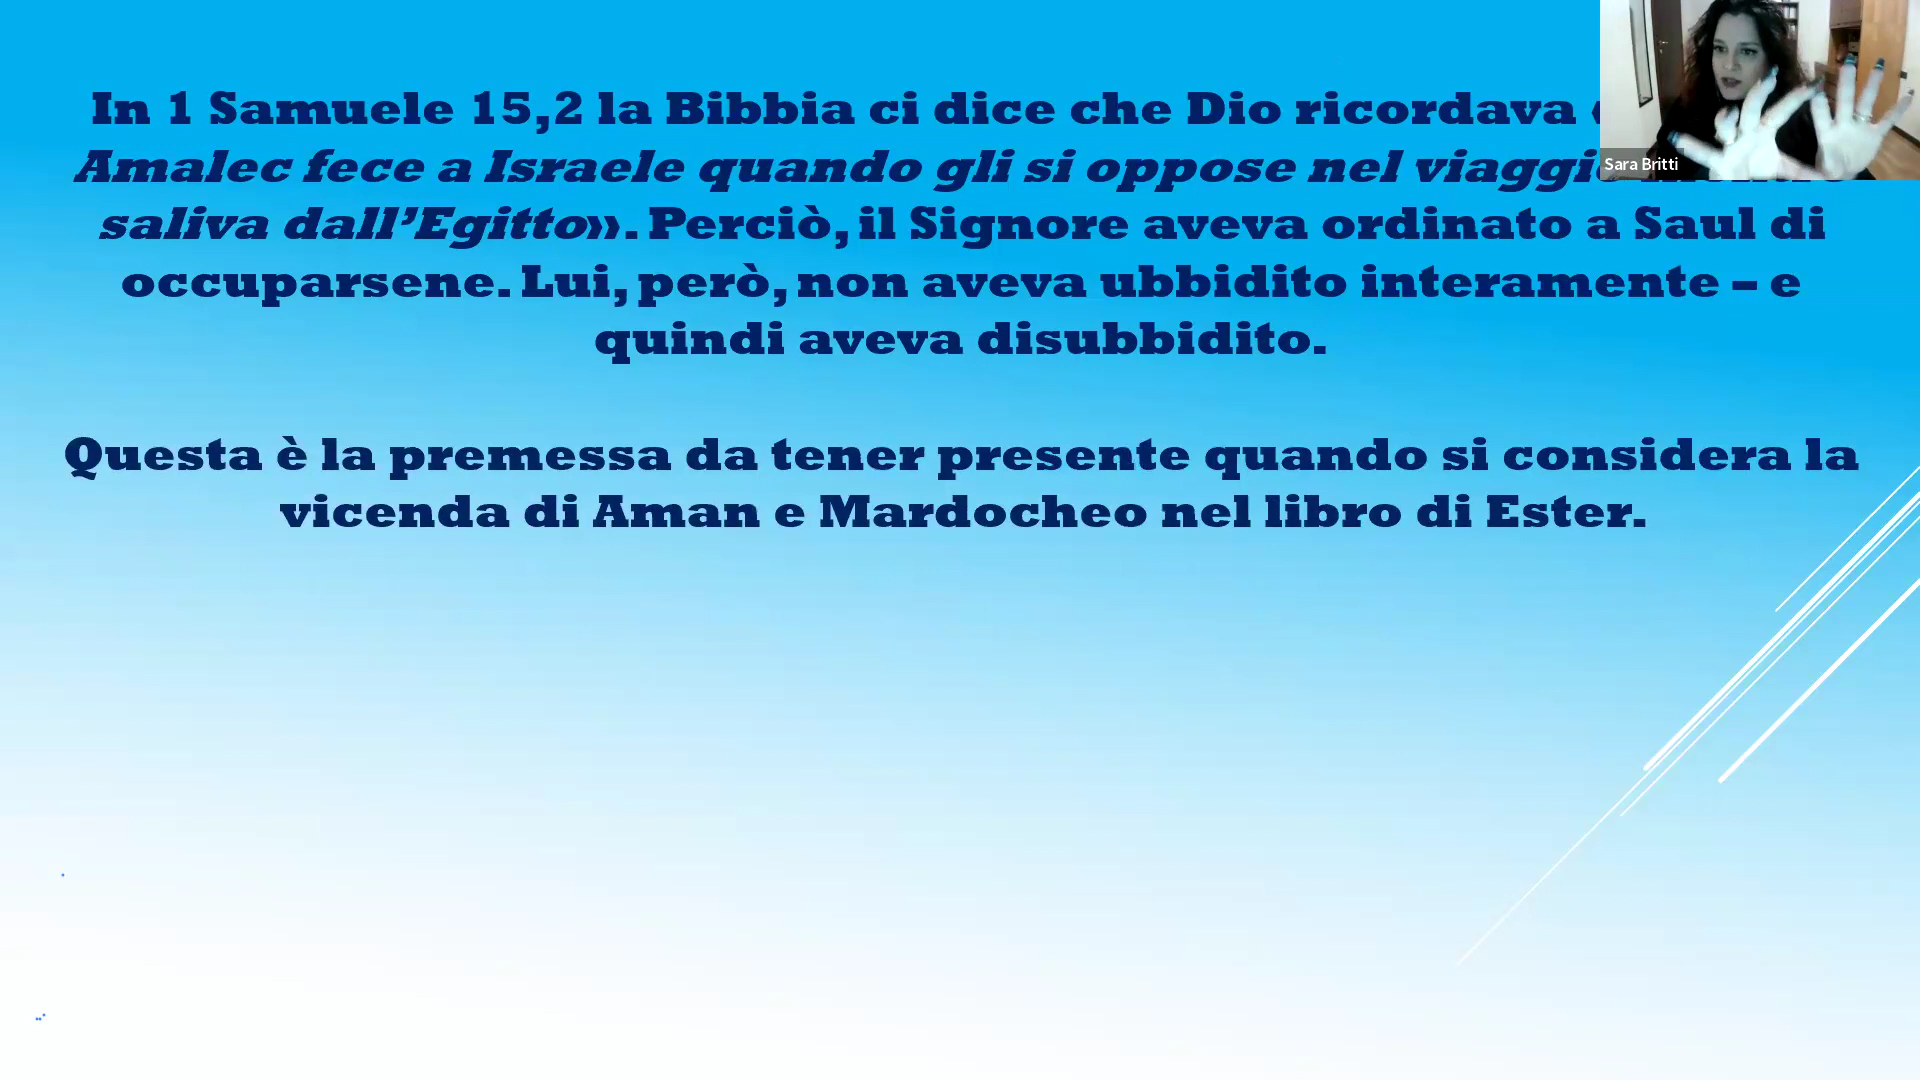 In 1 Samuele 15,2 la Bibbia ci dice che Dio ricordava
Amalec fece a Israele quando gli si oppose nel viaggio
saliva dall’Egitto». Perciò, il Signore aveva ordinato a Saul di
occuparsene. Lui, però, non aveva ubbidito interamente – e
quindi aveva disubbidito.
Questa è la premessa da tener presente quando si considera la
vicenda di Aman e Mardocheo nel libro di Ester.
Sara Britti